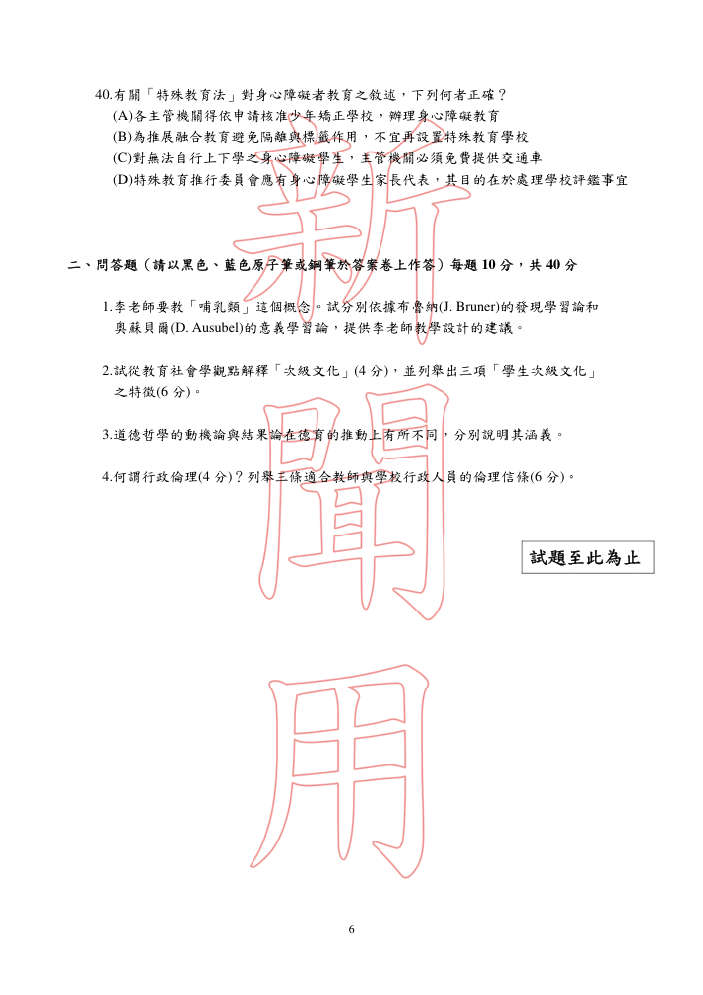 40.有關「特殊教育法」對身心障礙者教育之敘述，下列何者正確？
(A)各主管機關得依申請核准少年矯正學校，辦理身心障礙教育
(B)為推展融合教育避免隔離與標籤作用，不宜再設置特殊教育學校
(C)對無法自行上下學之身心障礙學生，主管機關必須免費提供交通車
(D)特殊教育推行委員會應有身心障礙學生家長代表，其目的在於處理學校評鑑事宜
二、問答題（請以黑色、藍色原子筆或鋼筆於答案卷上作答）每題 10 分，共 40 分
1.李老師要教「哺乳類」這個概念。試分別依據布魯納(J. Bruner)的發現學習論和
奧蘇貝爾(D. Ausubel)的意義學習論，提供李老師教學設計的建議。
2.試從教育社會學觀點解釋「次級文化」(4 分)，並列舉出三項「學生次級文化」
之特徵(6 分)。
3.道德哲學的動機論與結果論在德育的推動上有所不同，分別說明其涵義。
4.何謂行政倫理(4 分)？列舉三條適合教師與學校行政人員的倫理信條(6 分)。
試題至此為止
新聞用
6